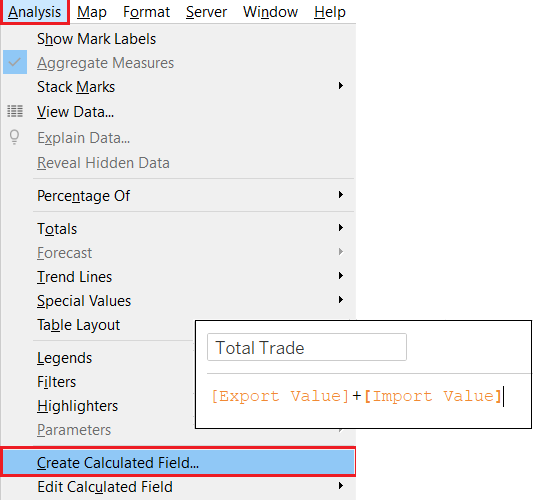 Analysis Map Format Server Window Help
Show Mark Labels
Aggregate Measures
Stack Marks
View Data...
Explain Data...
Reveal Hidden Data
Percentage Of
Totals
Forecast
Trend Lines
Special Values
Table Layout
Legends
Filters
Highlighters
Parameters
Create Calculated Field...
Edit Calculated Field
Total Trade
[Export Value]+[Import Value]